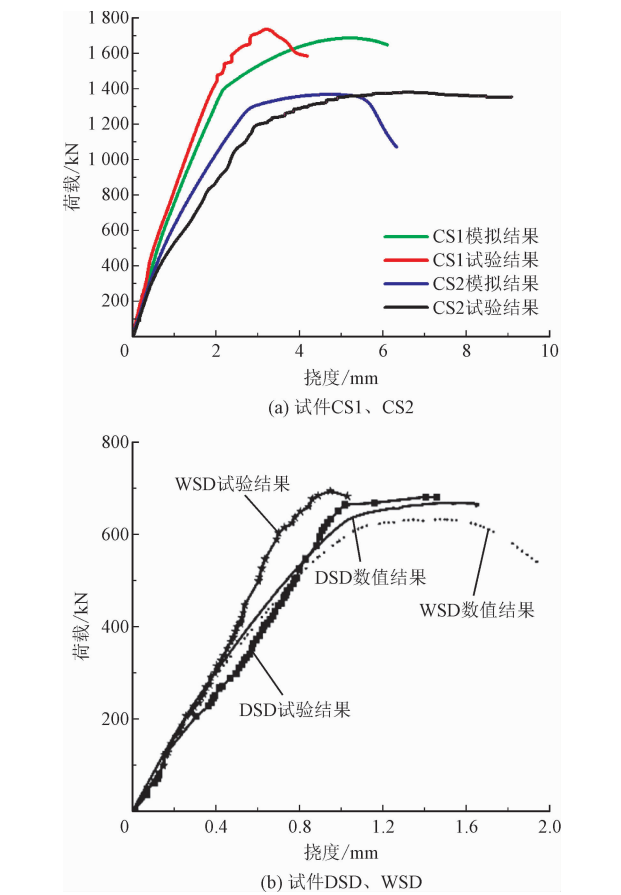 1 800
1 600
1 400
1 200
1 000
800
600
400
200
荷载/kN
CS1模拟结果
CS1试验结果
CS2模拟结果
CS2试验结果
0 2 4 6 8 10
挠度/mm
(a) 试件CS1、CS2
800
600
400
200
荷载/kN
WSD试验结果
DSD数值结果
WSD数值结果
DSD试验结果
0 0.4 0.8 1.2 1.6 2.0
挠度/mm
(b) 试件DSD、WSD